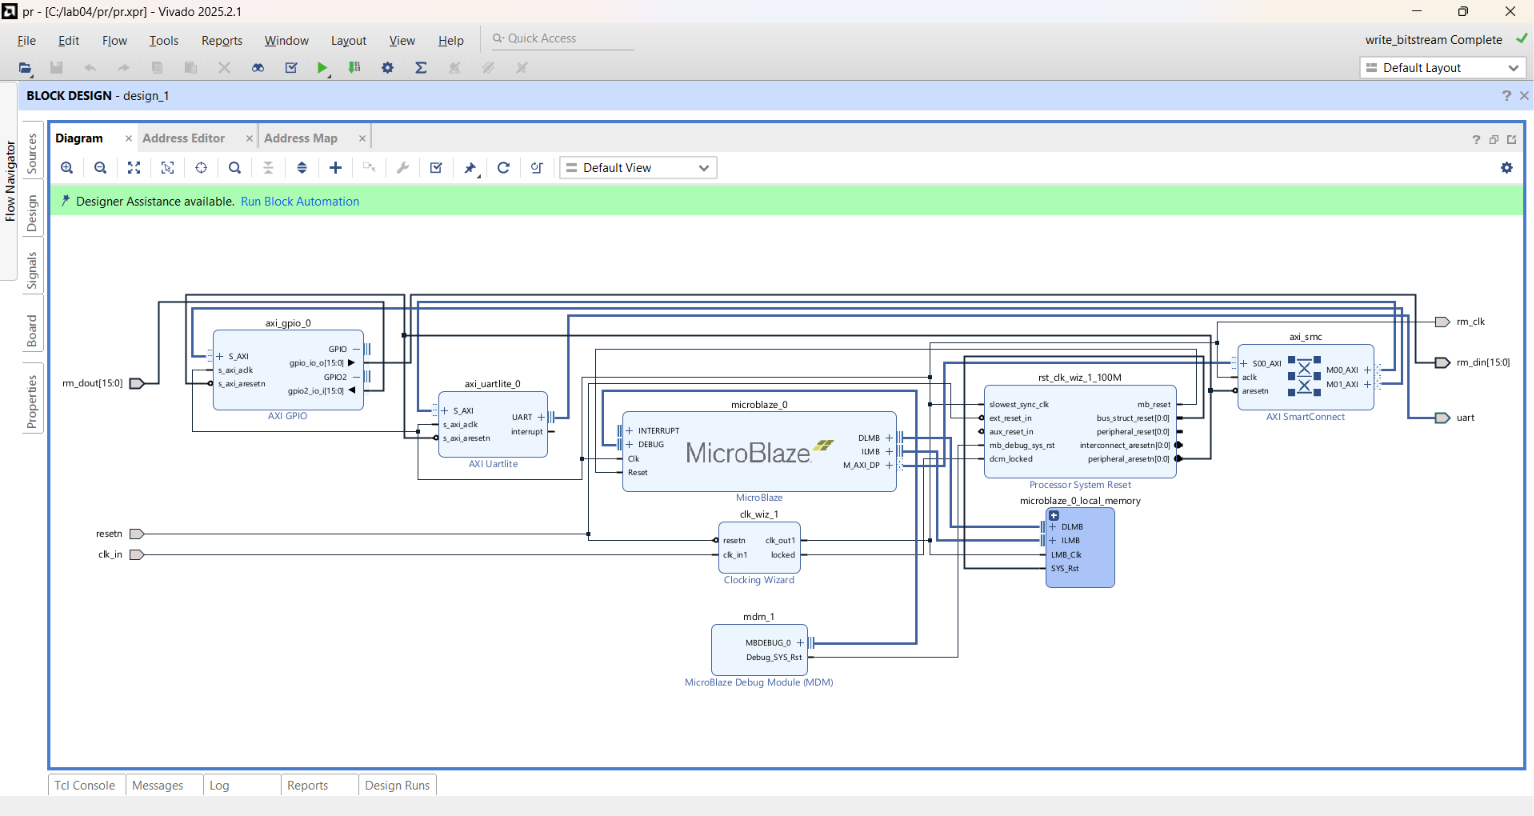 pr - [C:/lab04/pr/pr.xpr] - Vivado 2025.2.1
File Edit Flow Tools Reports Window Layout View Help Quick Access
write_bitstream Complete
Default Layout
BLOCK DESIGN - design_1
Flow Navigator
Sources
Design
Signals
Board
Properties
Diagram Address Editor Address Map
Default View
Designer Assistance available. Run Block Automation
rm_dout[15:0]
resetn
clk_in
axi_gpio_0
S_AXI
s_axi_aclk
s_axi_aresetn
GPIO
gpio_io_o[15:0]
GPIO2
gpio2_io_i[15:0]
AXI GPIO
axi_uartlite_0
S_AXI
s_axi_aclk
s_axi_aresetn
UART
interrupt
AXI Uartlite
microblaze_0
INTERRUPT
DEBUG
Clk
Reset
MicroBlaze
DLMB
ILMB
M_AXI_DP
MicroBlaze
clk_wiz_1
resetn
clk_in1
clk_out1
locked
Clocking Wizard
mdm_1
MBDEBUG_0
Debug_SYS_Rst
MicroBlaze Debug Module (MDM)
rst_clk_wiz_1_100M
slowest_sync_clk
ext_reset_in
aux_reset_in
mb_debug_sys_rst
dcm_locked
mb_reset
bus_struct_reset[0:0]
peripheral_reset[0:0]
interconnect_aresetn[0:0]
peripheral_aresetn[0:0]
Processor System Reset
microblaze_0_local_memory
DLMB
ILMB
LMB_Clk
SYS_Rst
axi_smc
S00_AXI
aclk
aresetn
M00_AXI
M01_AXI
AXI SmartConnect
rm_clk
rm_din[15:0]
uart
Tcl Console Messages Log Reports Design Runs